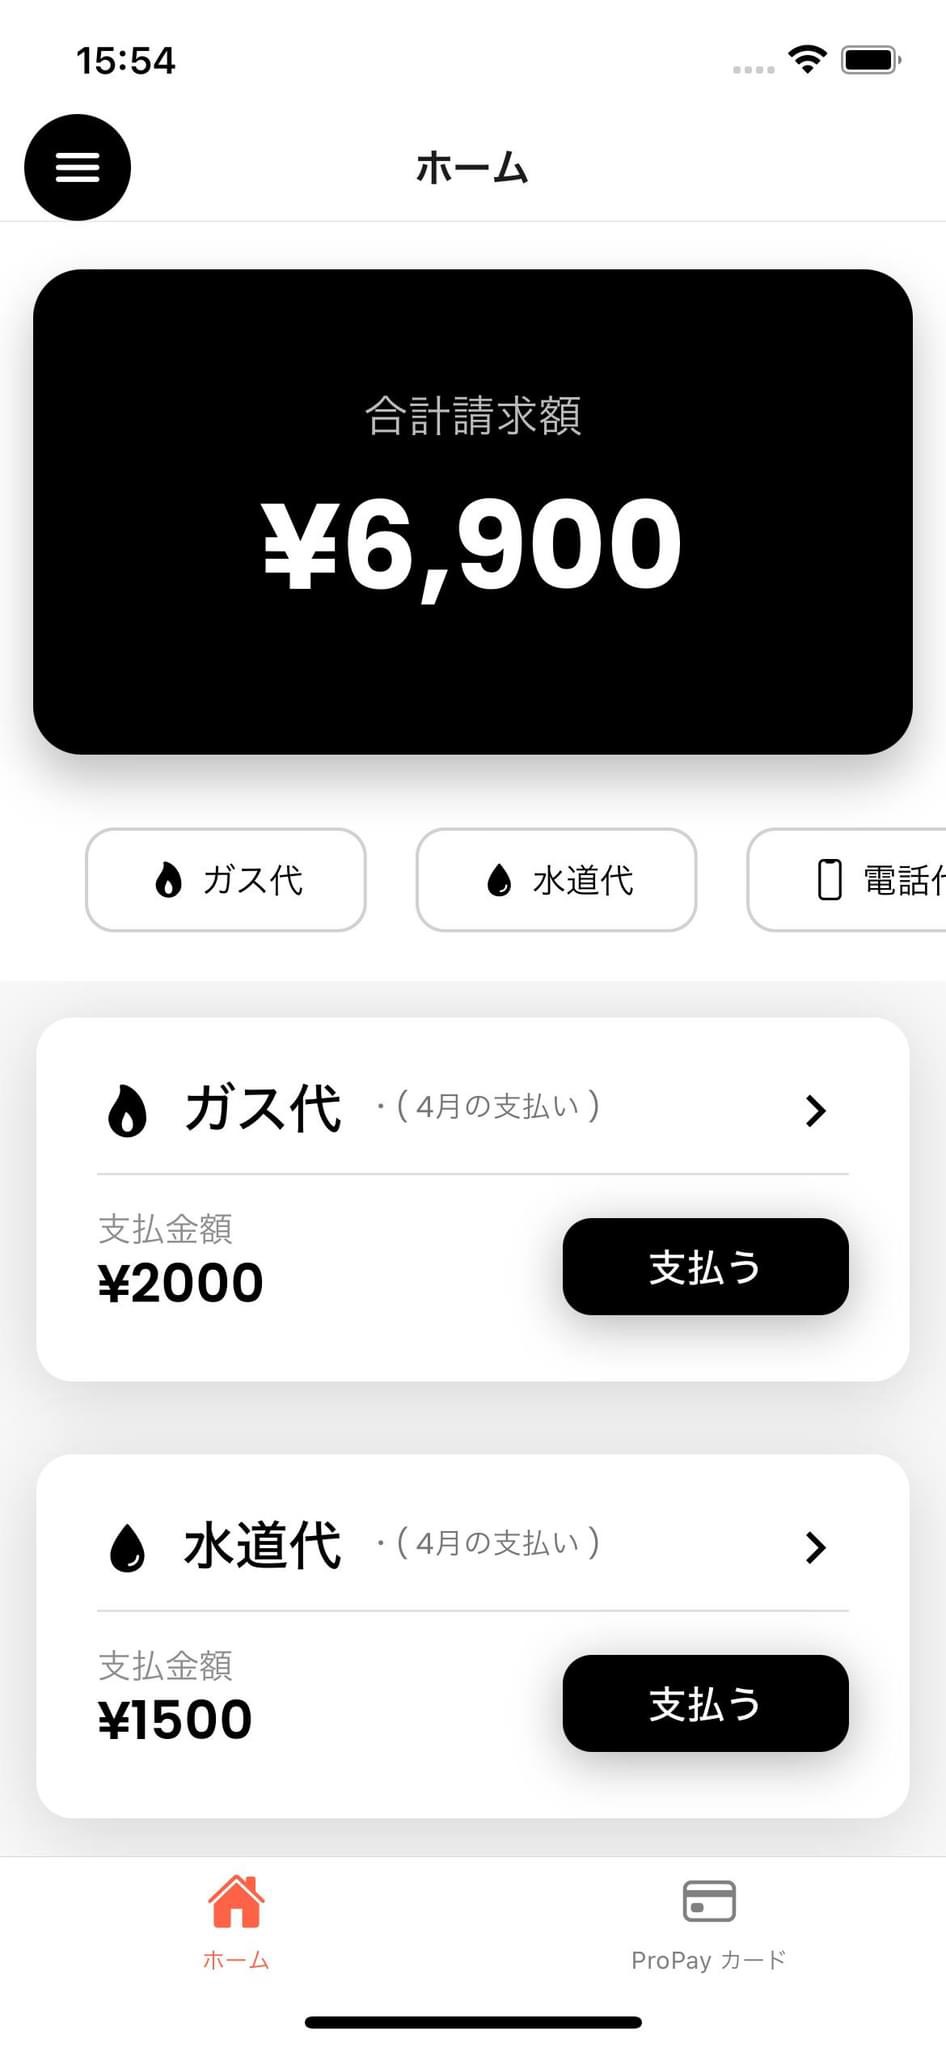 15:54
ホーム
合計請求額
¥6,900
ガス代
水道代
電話
ガス代 ・( 4月の支払い )
支払金額
¥2000
支払う
水道代 ・( 4月の支払い )
支払金額
¥1500
支払う
ホーム
ProPay カード